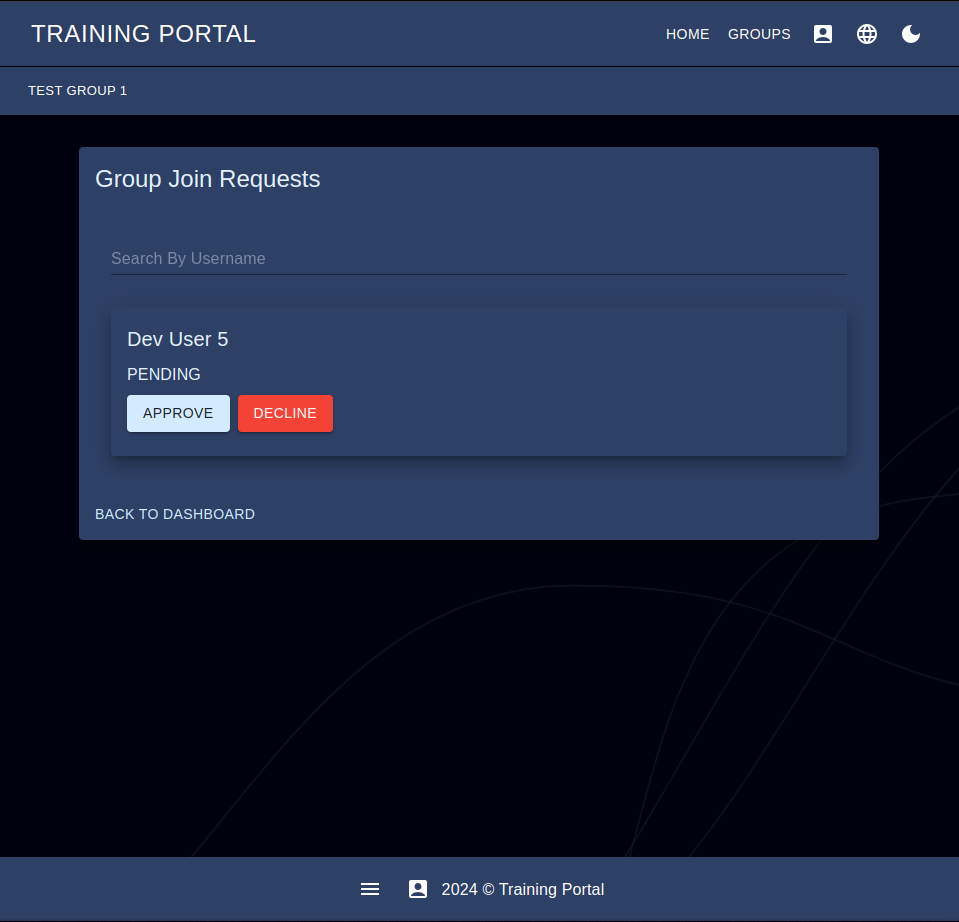 TRAINING PORTAL HOME GROUPS
TEST GROUP 1
Group Join Requests
Search By Username
Dev User 5
PENDING
APPROVE DECLINE
BACK TO DASHBOARD
2024 © Training Portal